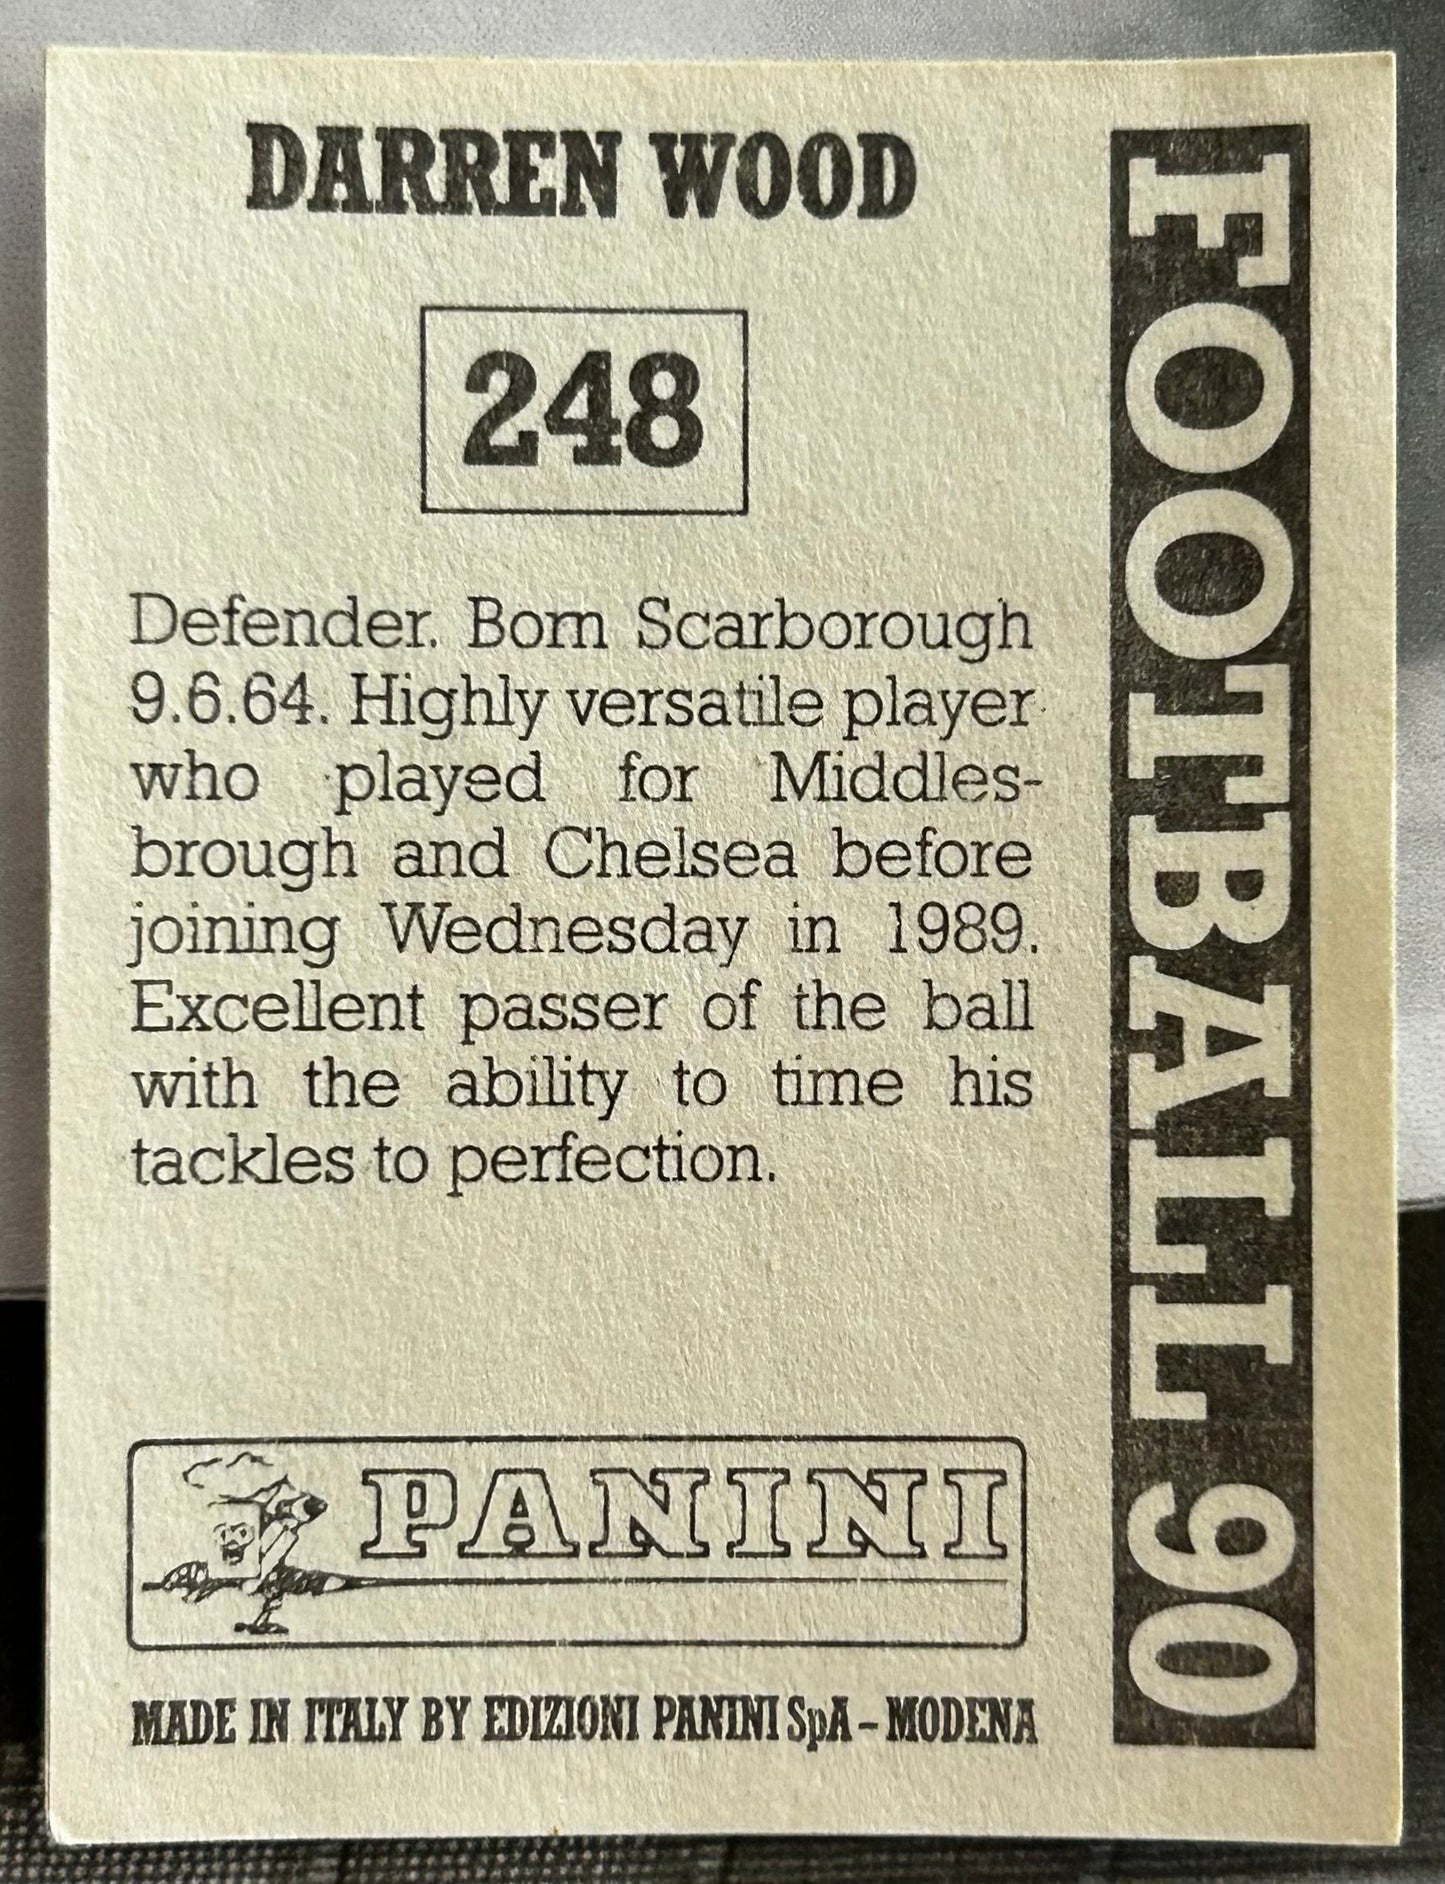 DARREN WOOD
248
Defender. Born Scarborough
9.6.64. Highly versatile player
who played for Middles-
brough and Chelsea before
joining Wednesday in 1989.
Excellent passer of the ball
with the ability to time his
tackles to perfection.
PANINI
MADE IN ITALY BY EDIZIONI PANINI SpA - MODENA
FOOTBALL 90